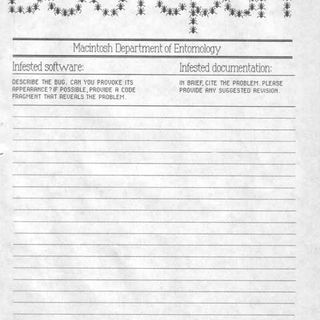 Macintosh Department of Entomology
Infested software:
Infested documentation:
DESCRIBE THE BUG. CAN YOU PROVOKE ITS
APPEARANCE? IF POSSIBLE, PROVIDE A CODE
FRAGMENT THAT REVEALS THE PROBLEM.
IN BRIEF, CITE THE PROBLEM. PLEASE
PROVIDE ANY SUGGESTED REVISION.